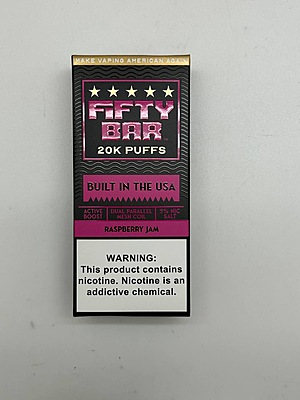 MAKE VAPING AMERICAN AGAIN
FIFTY
BAR
20K PUFFS
BUILT IN THE USA
ACTIVE BOOST
DUAL PARALLEL MESH COIL
5% NIC SALT
RASPBERRY JAM
WARNING:
This product contains
nicotine. Nicotine is an
addictive chemical.